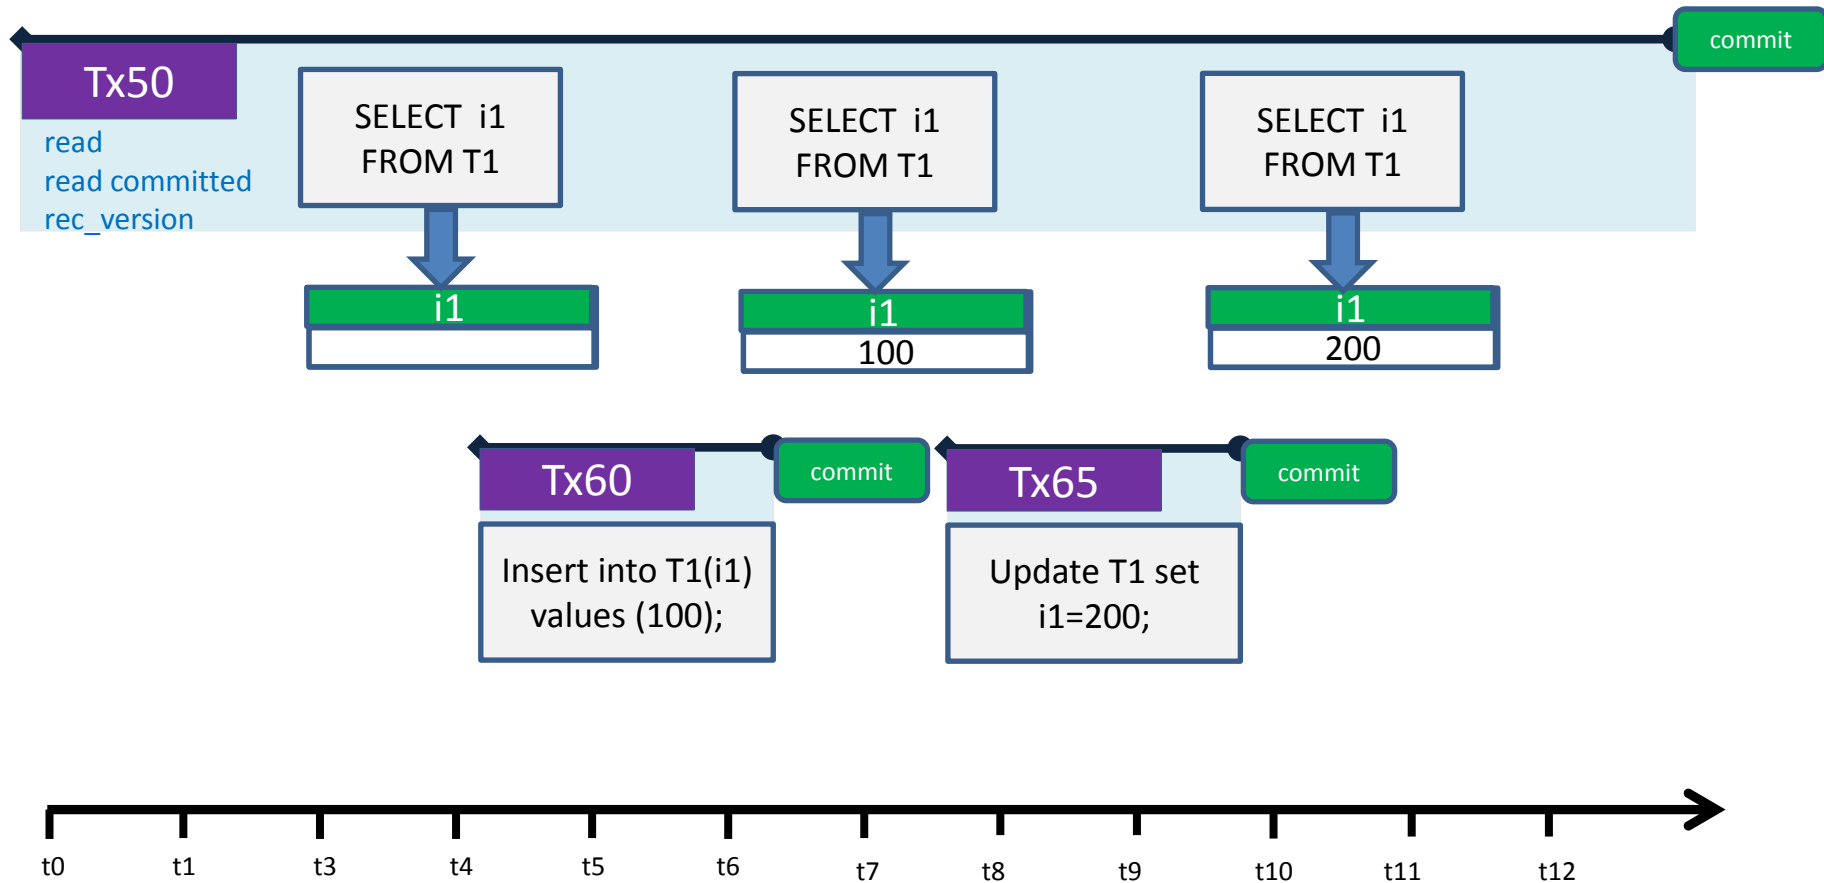 commit
Tx50
read
read committed
rec_version
SELECT i1
FROM T1
SELECT i1
FROM T1
SELECT i1
FROM T1
i1
i1
100
i1
200
Tx60
commit
Insert into T1(i1)
values (100);
Tx65
commit
Update T1 set
i1=200;
t0
t1
t3
t4
t5
t6
t7
t8
t9
t10
t11
t12